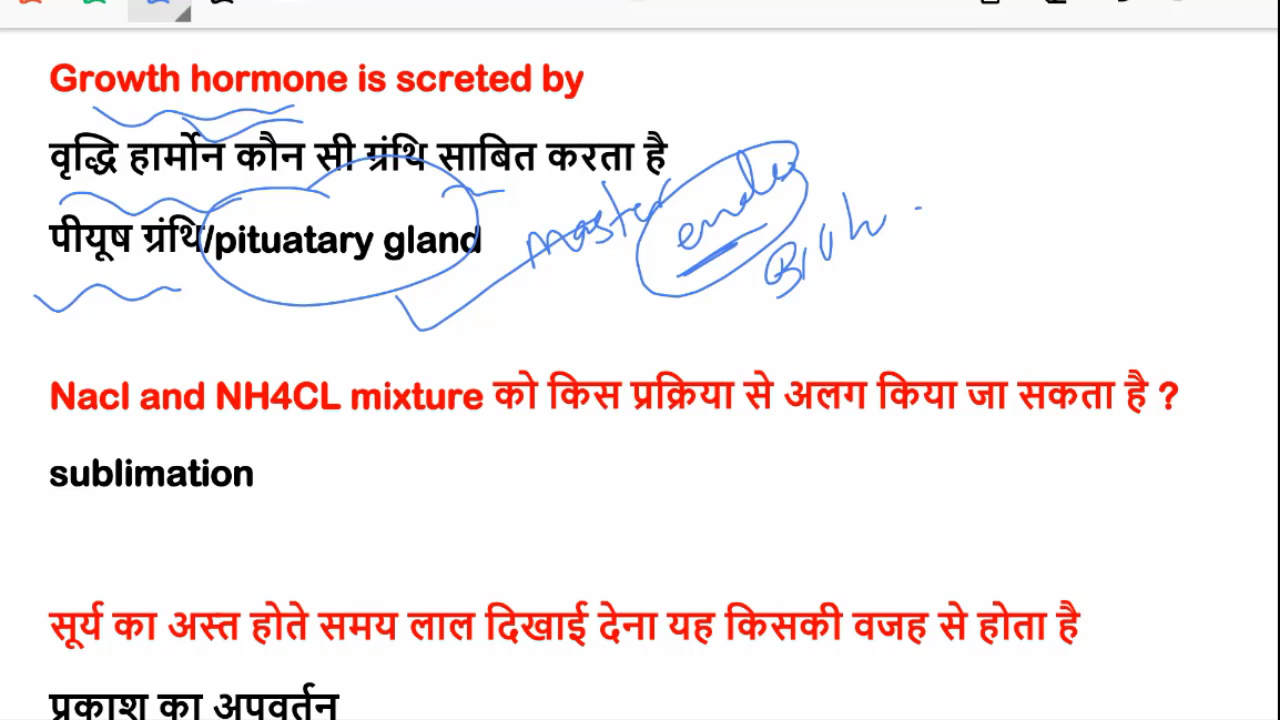 Growth hormone is screted by
वृद्धि हार्मोन कौन सी ग्रंथि साबित करता है
पीयूष ग्रंथि/pituatary gland
master
Nacl and NH4CL mixture को किस प्रक्रिया से अलग किया जा सकता है ?
sublimation
सूर्य का अस्त होते समय लाल दिखाई देना यह किसकी वजह से होता है
प्रकाश का अपवर्तन